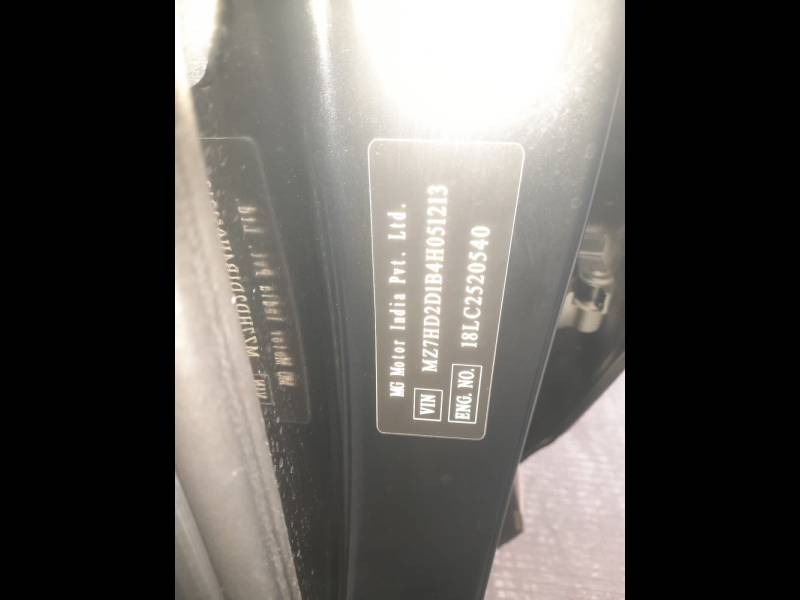 MG Motor India Pvt. Ltd.
VIN MZ7HD2D1B4H051213
ENG. NO. 18LC2520540